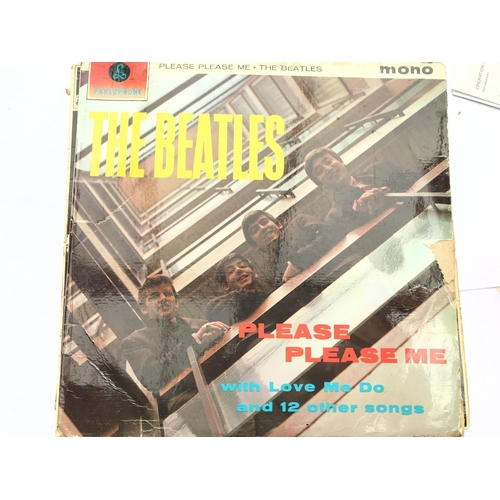 PARLOPHONE
PLEASE PLEASE ME • THE BEATLES
mono
THE BEATLES
PLEASE
PLEASE ME
with Love Me Do
and 12 other songs